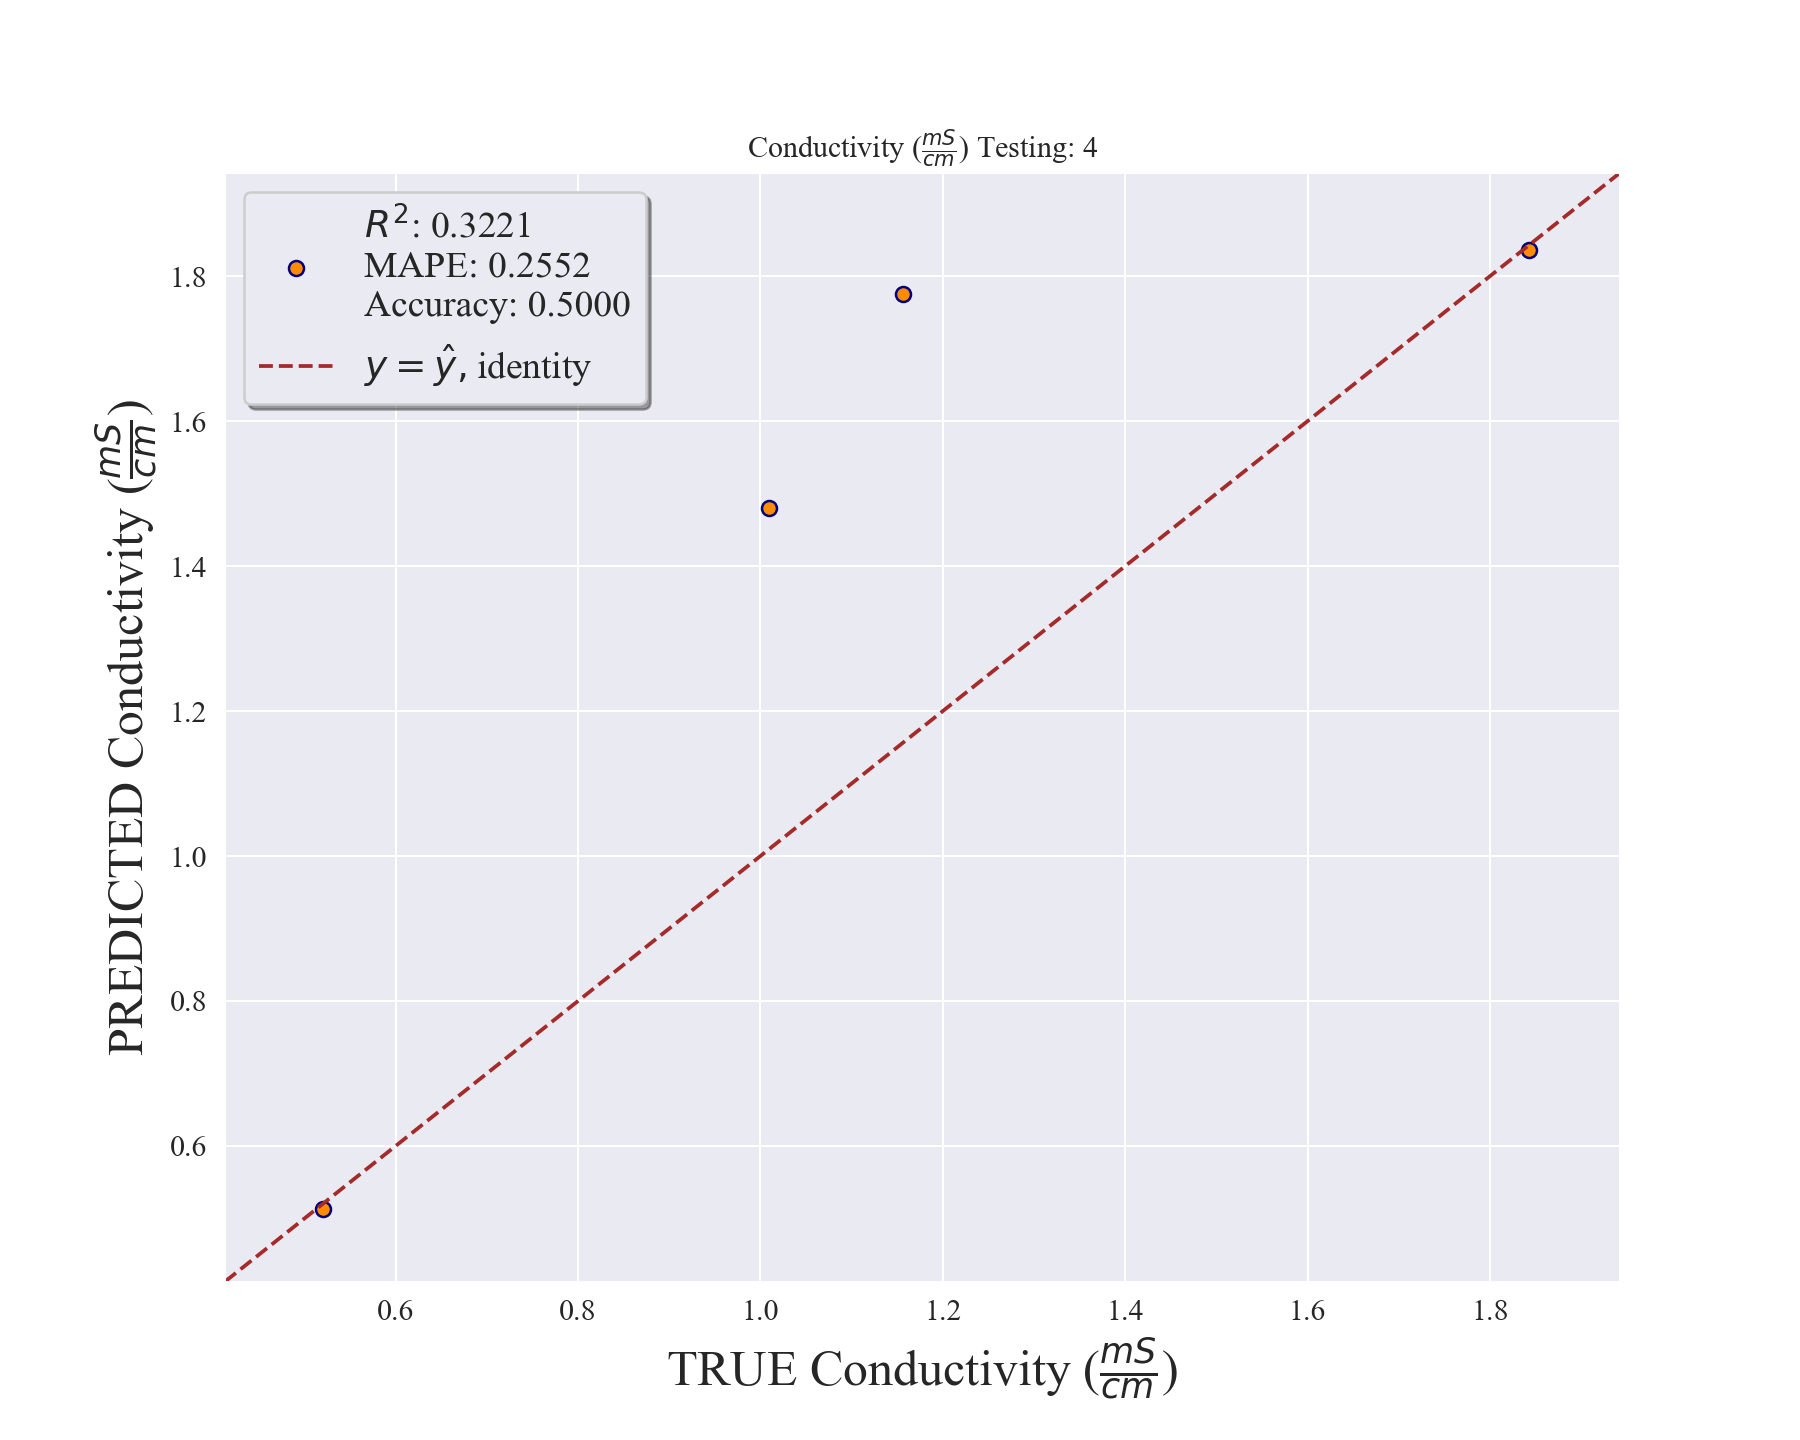 Conductivity (mS/cm) Testing: 4
R²: 0.3221
MAPE: 0.2552
Accuracy: 0.5000
y = ŷ, identity
PREDICTED Conductivity (mS/cm)
1.8
1.6
1.4
1.2
1.0
0.8
0.6
0.6 0.8 1.0 1.2 1.4 1.6 1.8
TRUE Conductivity (mS/cm)